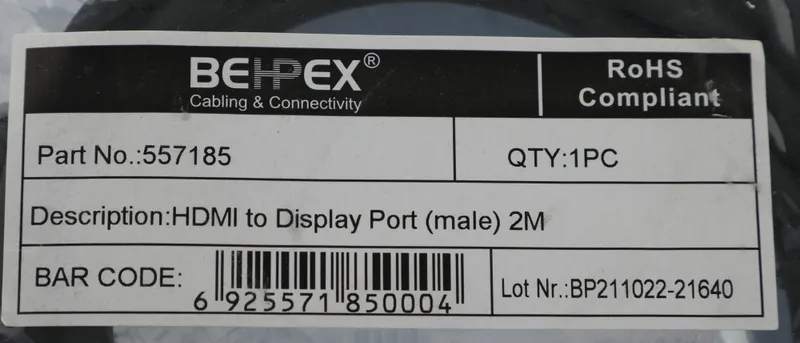 BEHPEX®
Cabling & Connectivity
RoHS
Compliant
Part No.:557185
QTY:1PC
Description:HDMI to Display Port (male) 2M
BAR CODE:
6 925571 850004
Lot Nr.:BP211022-21640